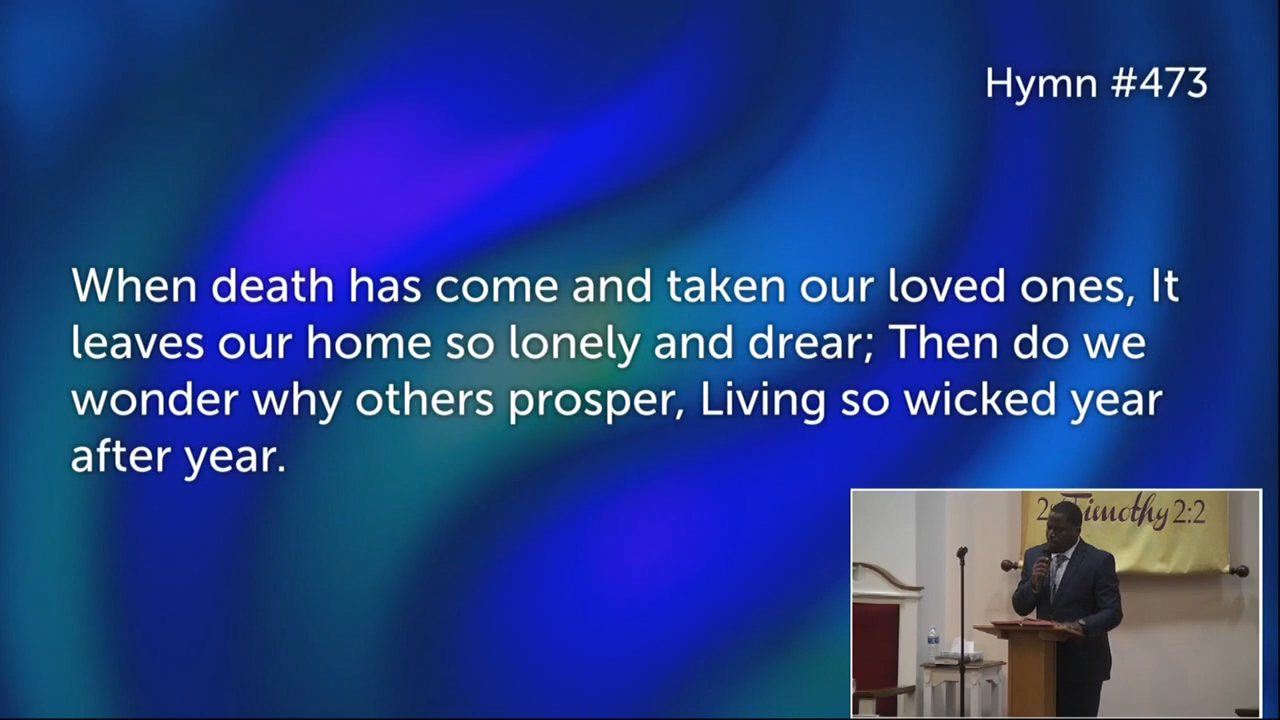 Hymn #473
When death has come and taken our loved ones, It
leaves our home so lonely and drear; Then do we
wonder why others prosper, Living so wicked year
after year.
2 Timothy 2:2